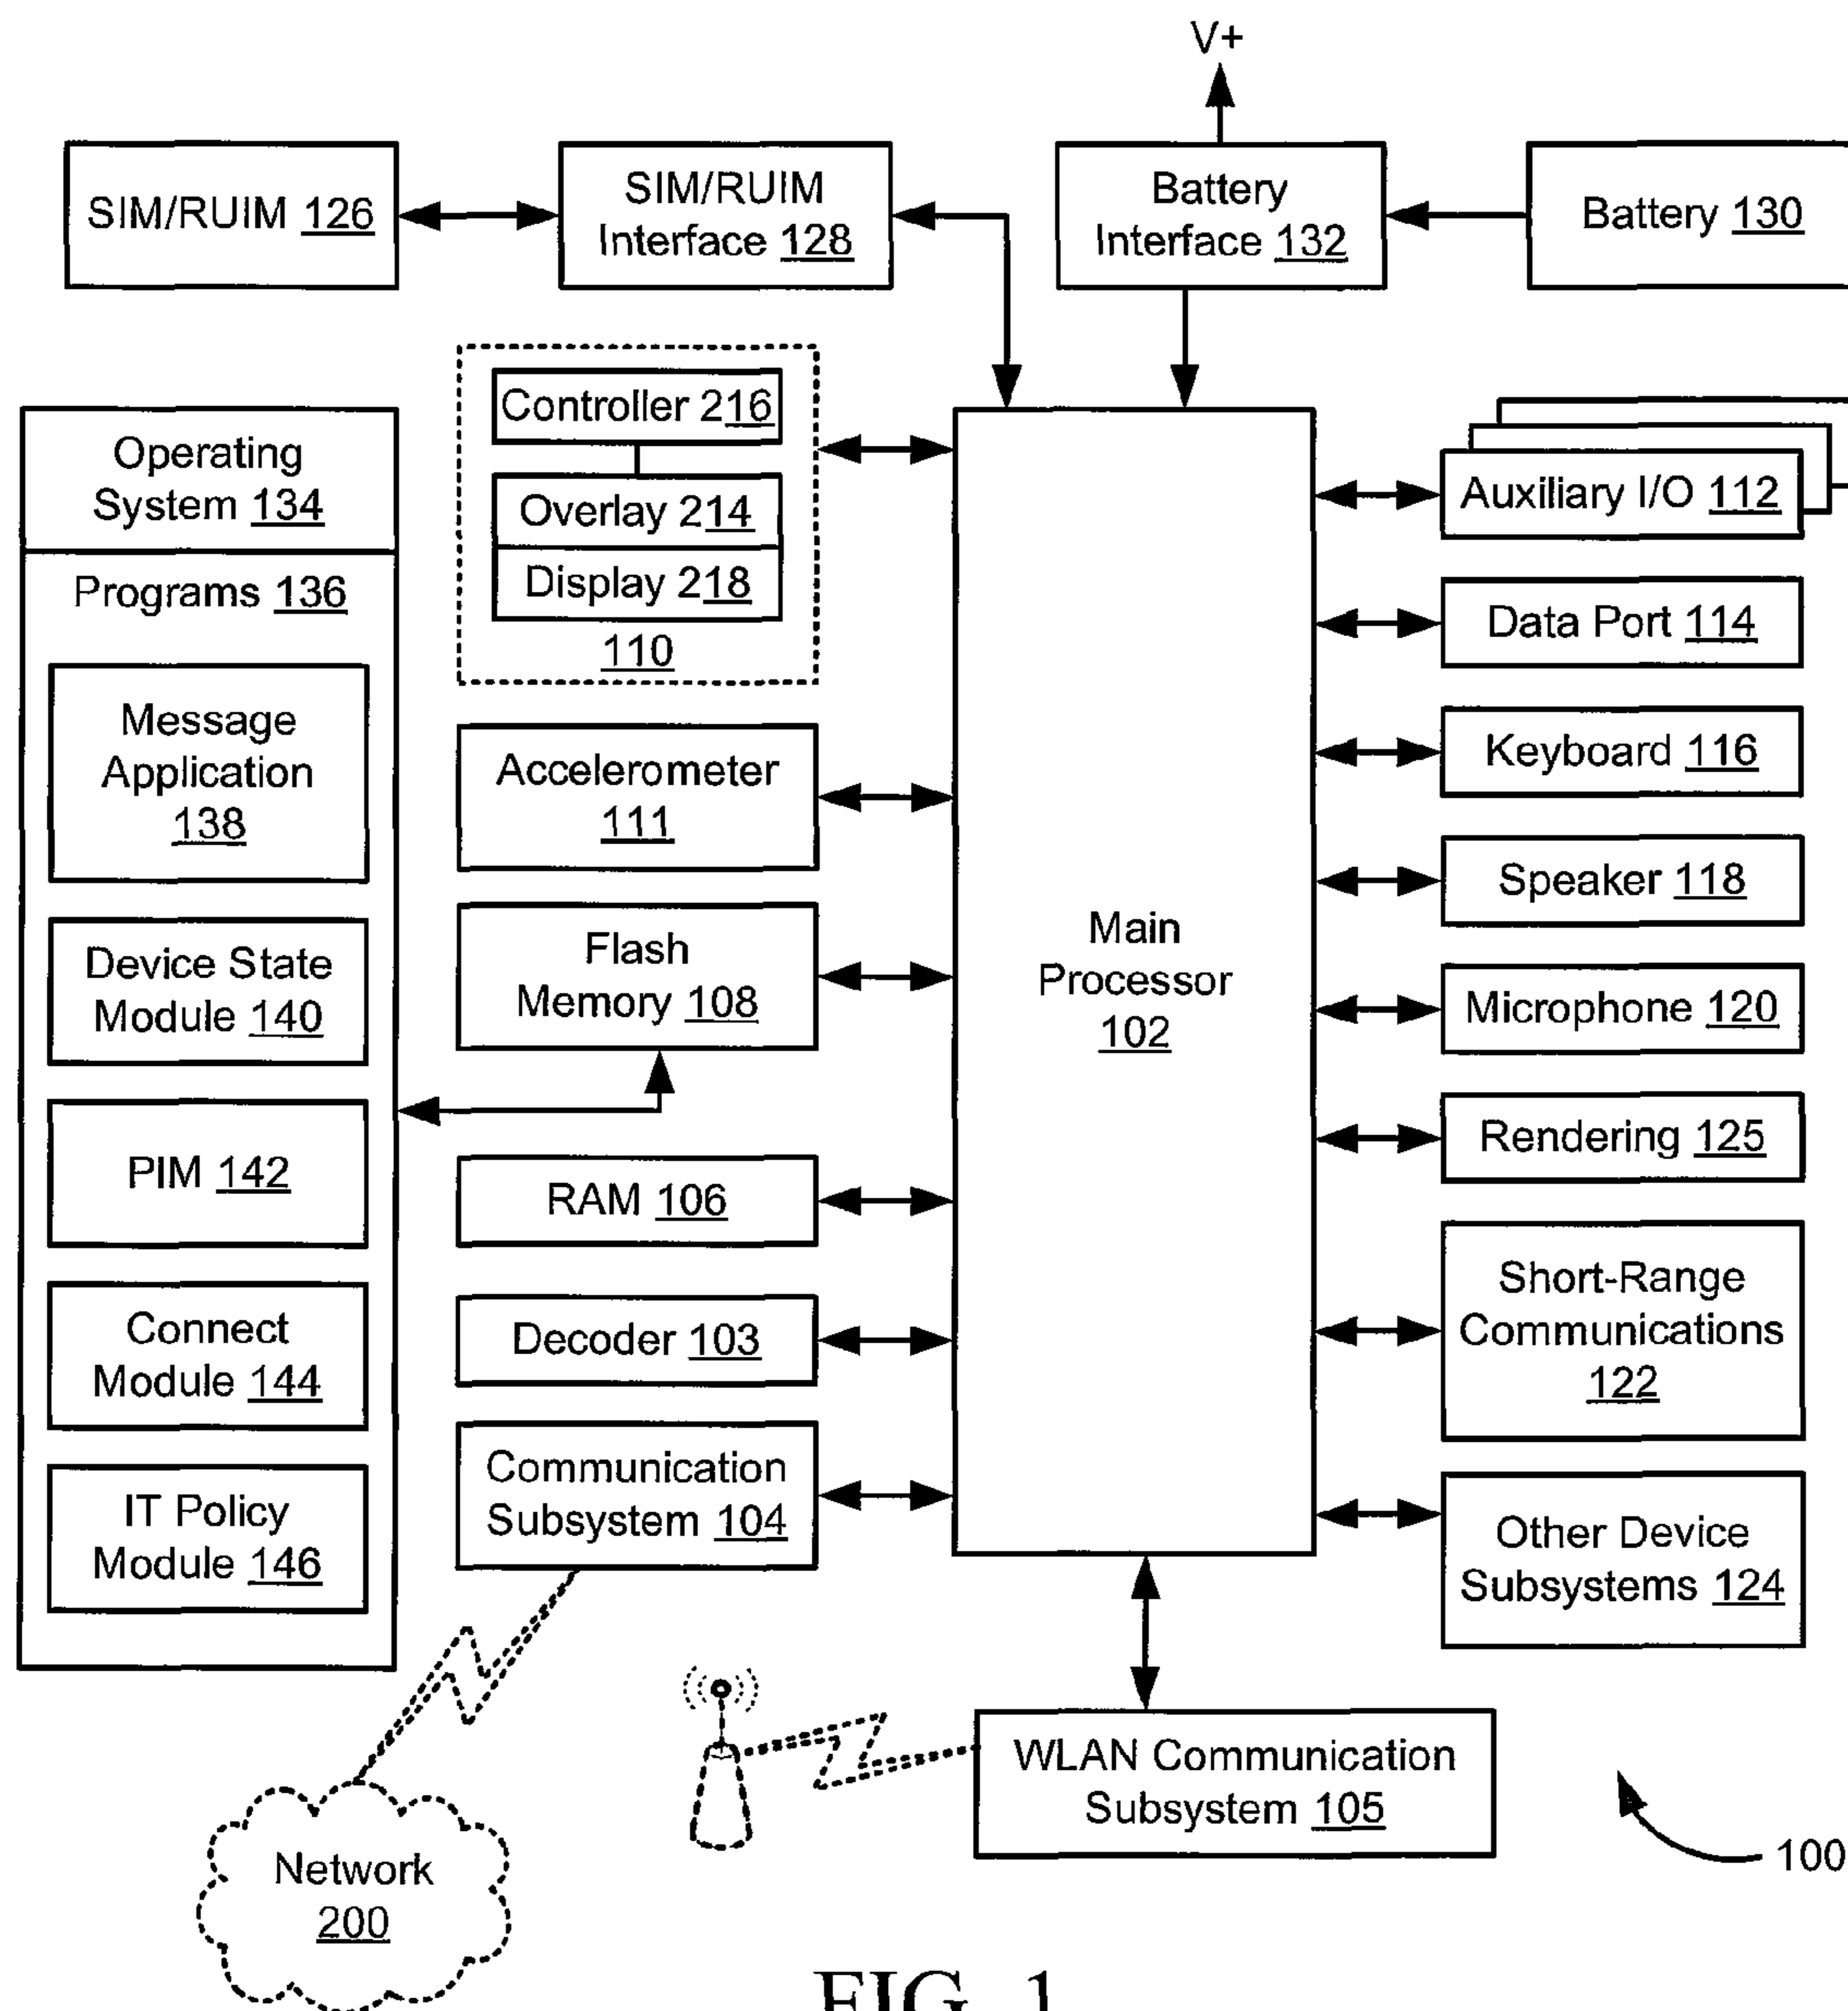 V+
SIM/RUIM 126
SIM/RUIM
Interface 128
Battery
Interface 132
Battery 130
Operating
System 134
Programs 136
Message
Application
138
Device State
Module 140
PIM 142
Connect
Module 144
IT Policy
Module 146
Controller 216
Overlay 214
Display 218
110
Accelerometer
111
Flash
Memory 108
RAM 106
Decoder 103
Communication
Subsystem 104
Main
Processor
102
Auxiliary I/O 112
Data Port 114
Keyboard 116
Speaker 118
Microphone 120
Rendering 125
Short-Range
Communications
122
Other Device
Subsystems 124
WLAN Communication
Subsystem 105
100
Network
200
FIG. 1